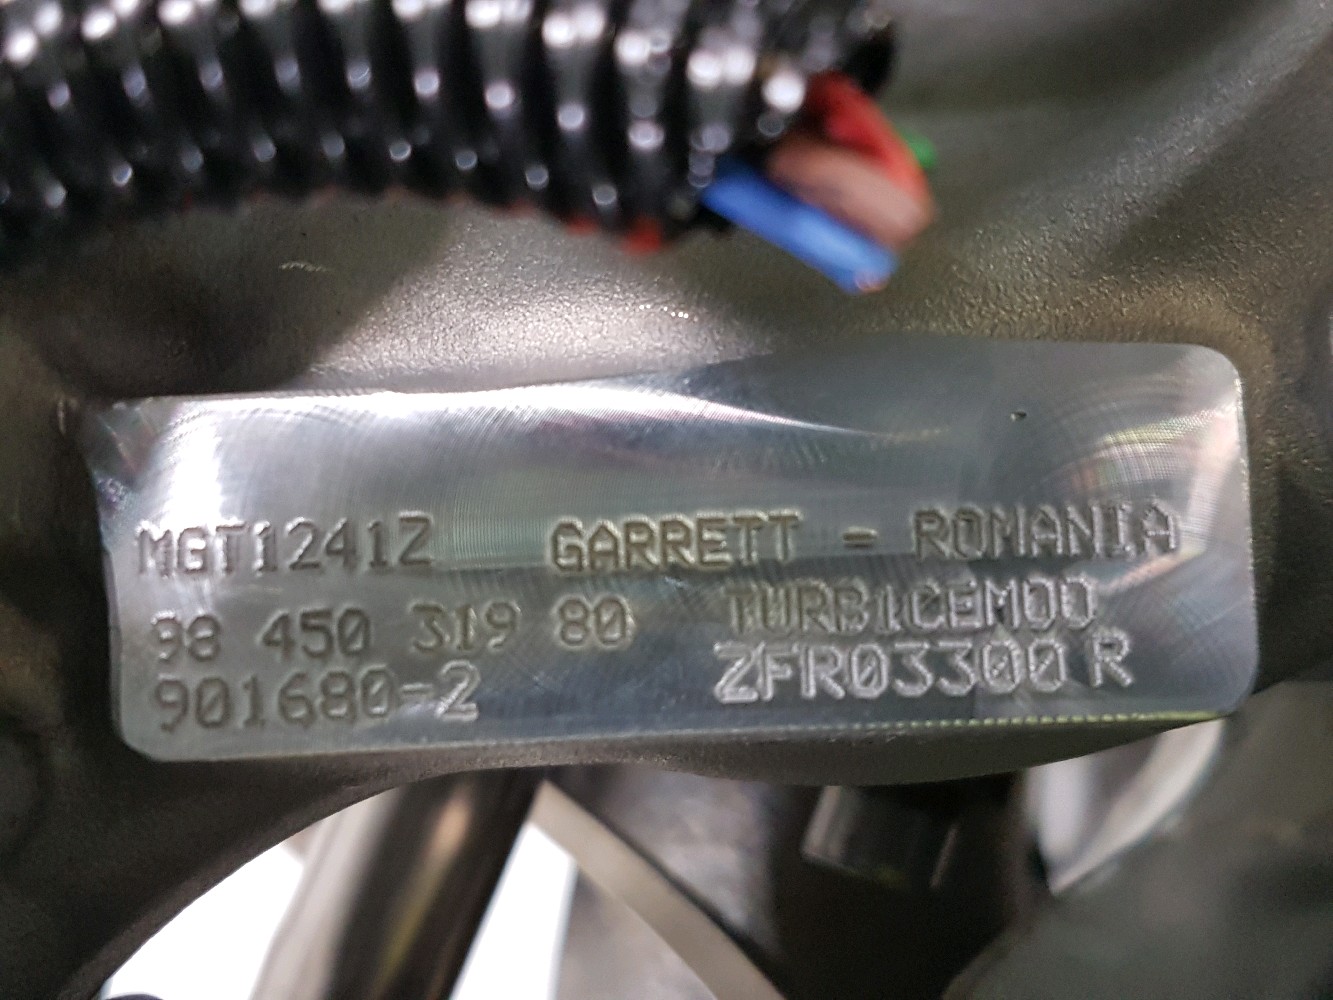 MGT1241Z GARRETT - ROMANIA
98 450 319 80 TURB1CEM00
901680-2 ZFR03300 R